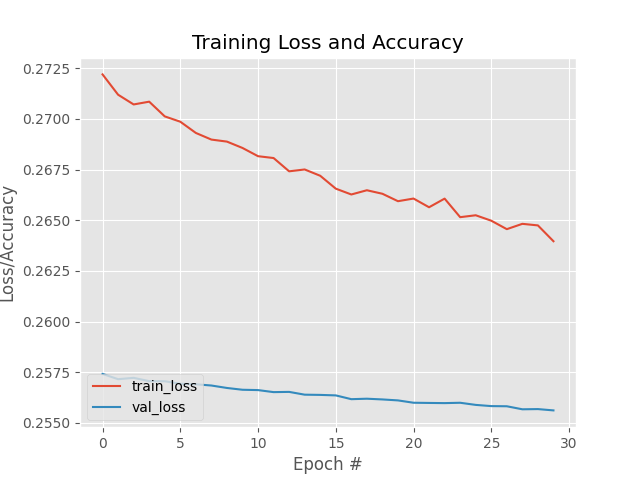 Training Loss and Accuracy
0.2725
0.2700
0.2675
0.2650
0.2625
0.2600
0.2575
0.2550
Loss/Accuracy
train_loss
val_loss
0 5 10 15 20 25 30
Epoch #